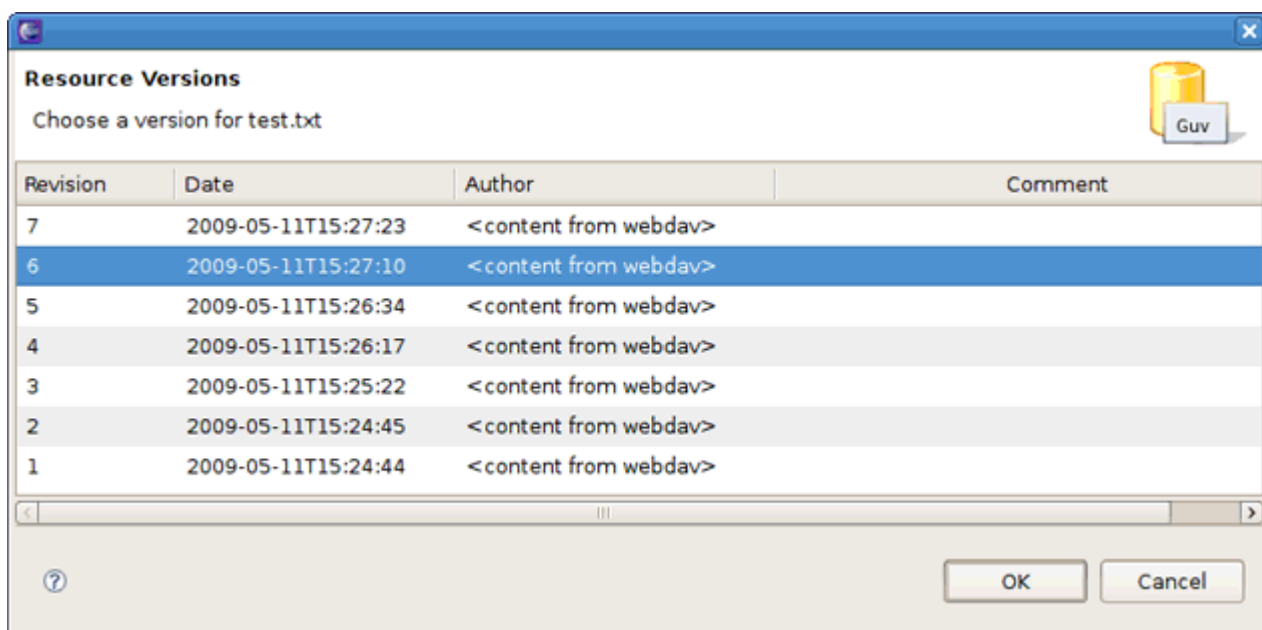 Resource Versions
Choose a version for test.txt
Guv
Revision Date Author Comment
7 2009-05-11T15:27:23 <content from webdav>
6 2009-05-11T15:27:10 <content from webdav>
5 2009-05-11T15:26:34 <content from webdav>
4 2009-05-11T15:26:17 <content from webdav>
3 2009-05-11T15:25:22 <content from webdav>
2 2009-05-11T15:24:45 <content from webdav>
1 2009-05-11T15:24:44 <content from webdav>
OK Cancel